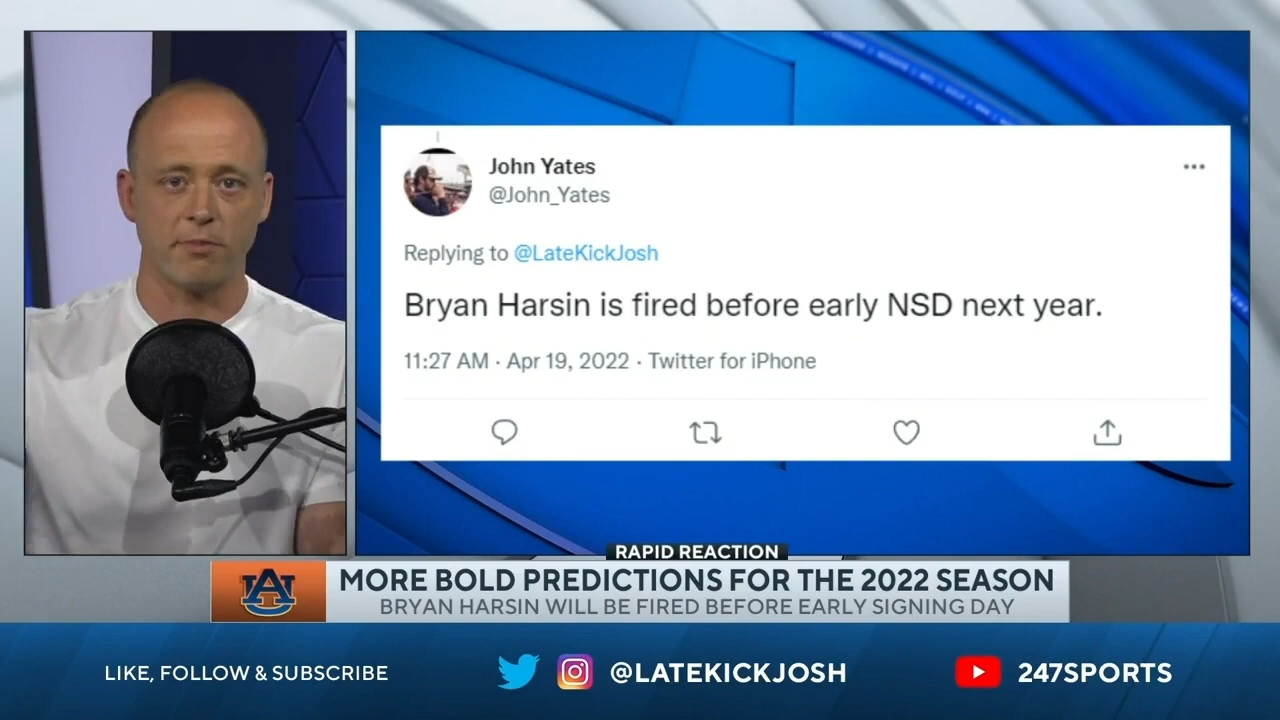 John Yates
@John_Yates
Replying to @LateKickJosh
Bryan Harsin is fired before early NSD next year.
11:27 AM · Apr 19, 2022 · Twitter for iPhone
RAPID REACTION
MORE BOLD PREDICTIONS FOR THE 2022 SEASON
BRYAN HARSIN WILL BE FIRED BEFORE EARLY SIGNING DAY
AU
LIKE, FOLLOW & SUBSCRIBE
@LATEKICKJOSH
247SPORTS